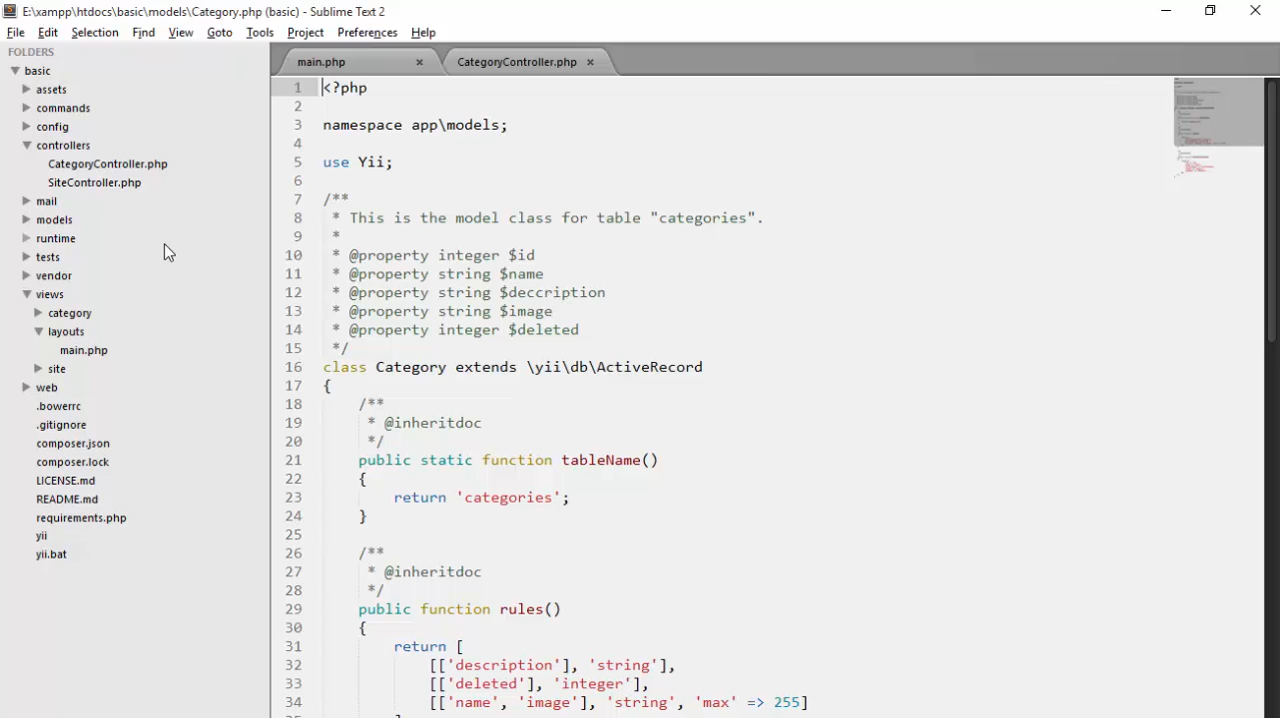 E:\xampp\htdocs\basic\models\Category.php (basic) - Sublime Text 2
File Edit Selection Find View Goto Tools Project Preferences Help
FOLDERS
basic
assets
commands
config
controllers
CategoryController.php
SiteController.php
mail
models
runtime
tests
vendor
views
category
layouts
main.php
site
web
.bowerrc
.gitignore
composer.json
composer.lock
LICENSE.md
README.md
requirements.php
yii
yii.bat
main.php × CategoryController.php ×
1 <?php
2
3 namespace app\models;
4
5 use Yii;
6
7 /**
8 * This is the model class for table "categories".
9 *
10 * @property integer $id
11 * @property string $name
12 * @property string $deccription
13 * @property string $image
14 * @property integer $deleted
15 */
16 class Category extends \yii\db\ActiveRecord
17 {
18 /**
19 * @inheritdoc
20 */
21 public static function tableName()
22 {
23 return 'categories';
24 }
25
26 /**
27 * @inheritdoc
28 */
29 public function rules()
30 {
31 return [
32 [['description'], 'string'],
33 [['deleted'], 'integer'],
34 [['name', 'image'], 'string', 'max' => 255]